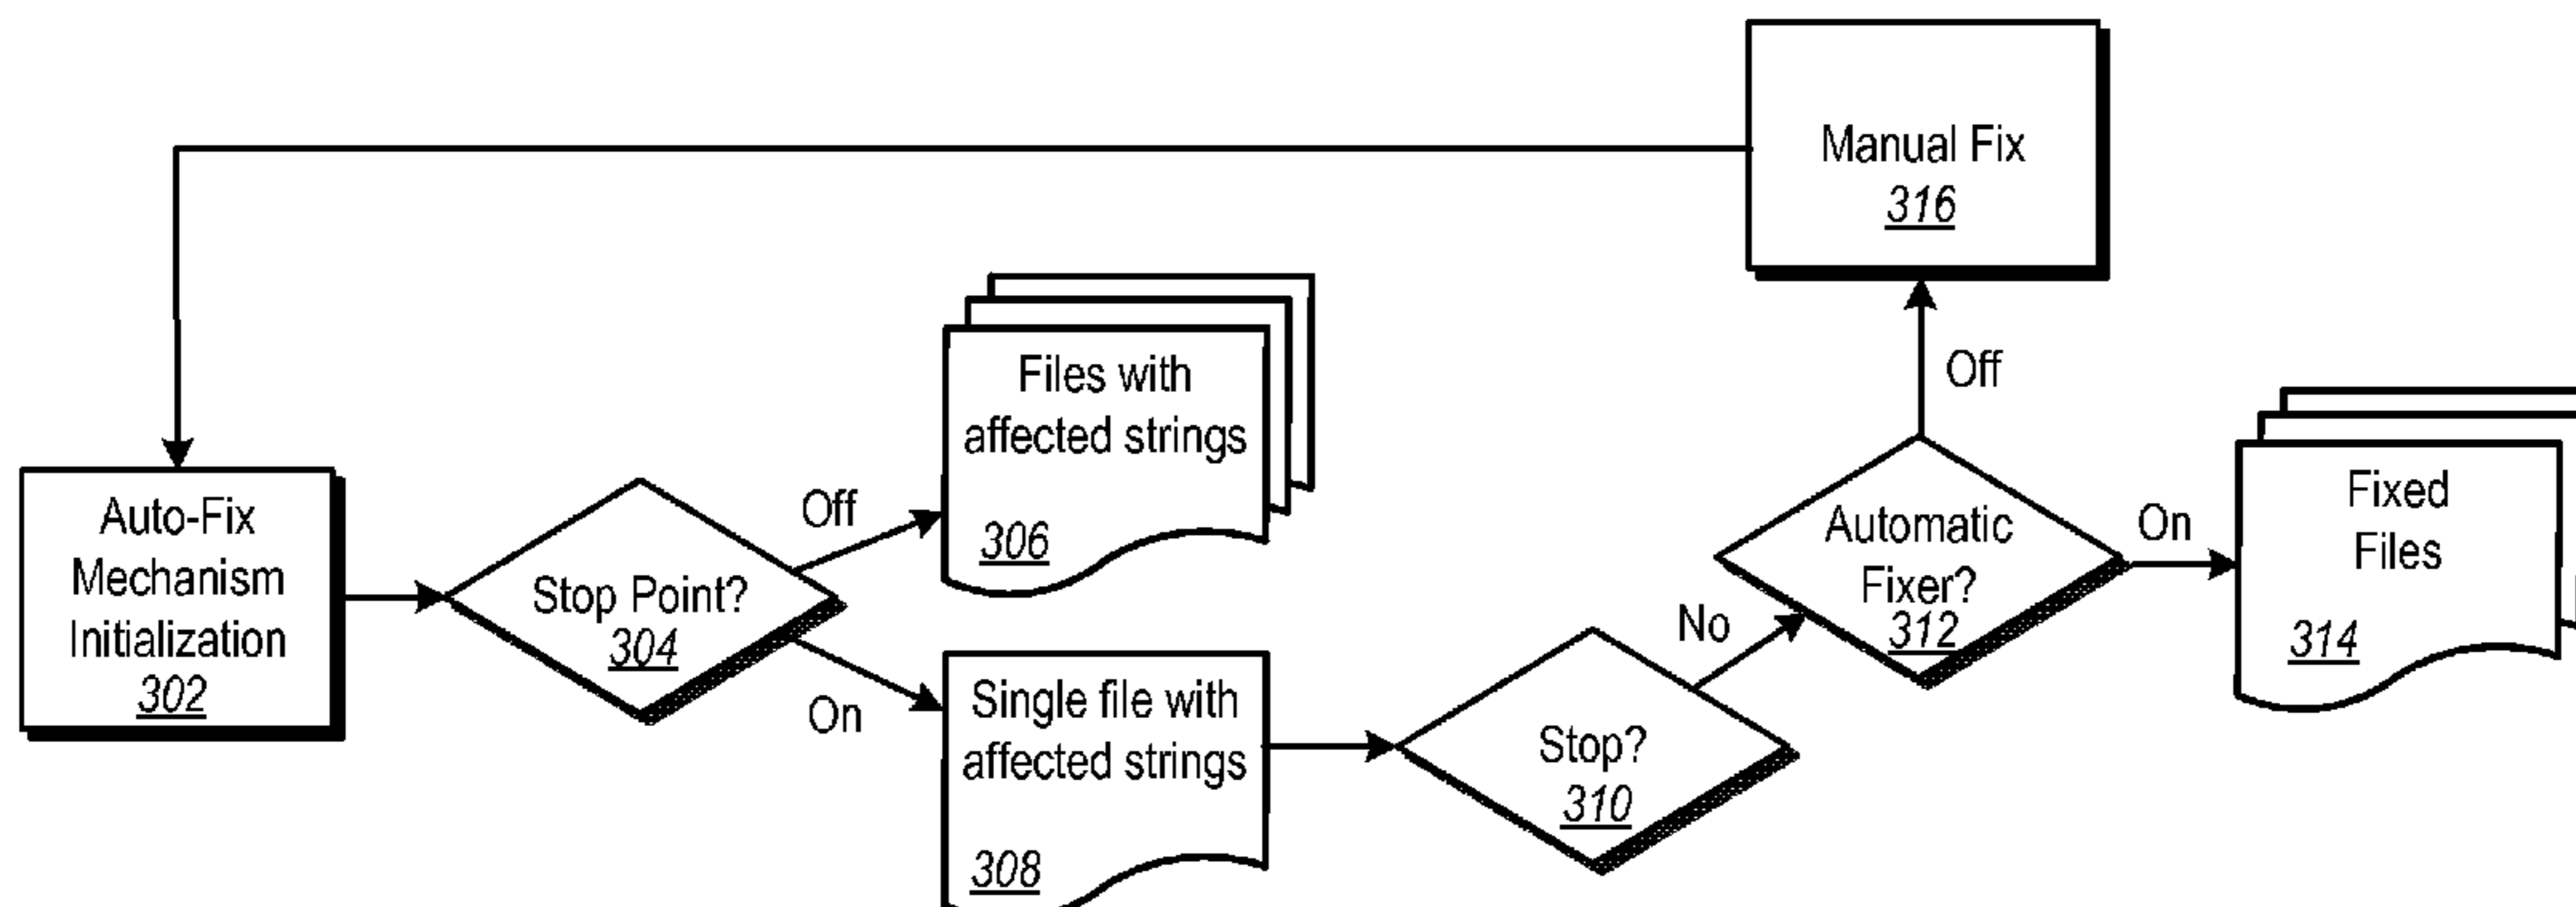 Manual Fix
316
Files with
affected strings
306
Off
Off
Auto-Fix
Mechanism
Initialization
302
Stop Point?
304
On
Single file with
affected strings
308
Stop?
310
No
Automatic
Fixer?
312
On
Fixed
Files
314